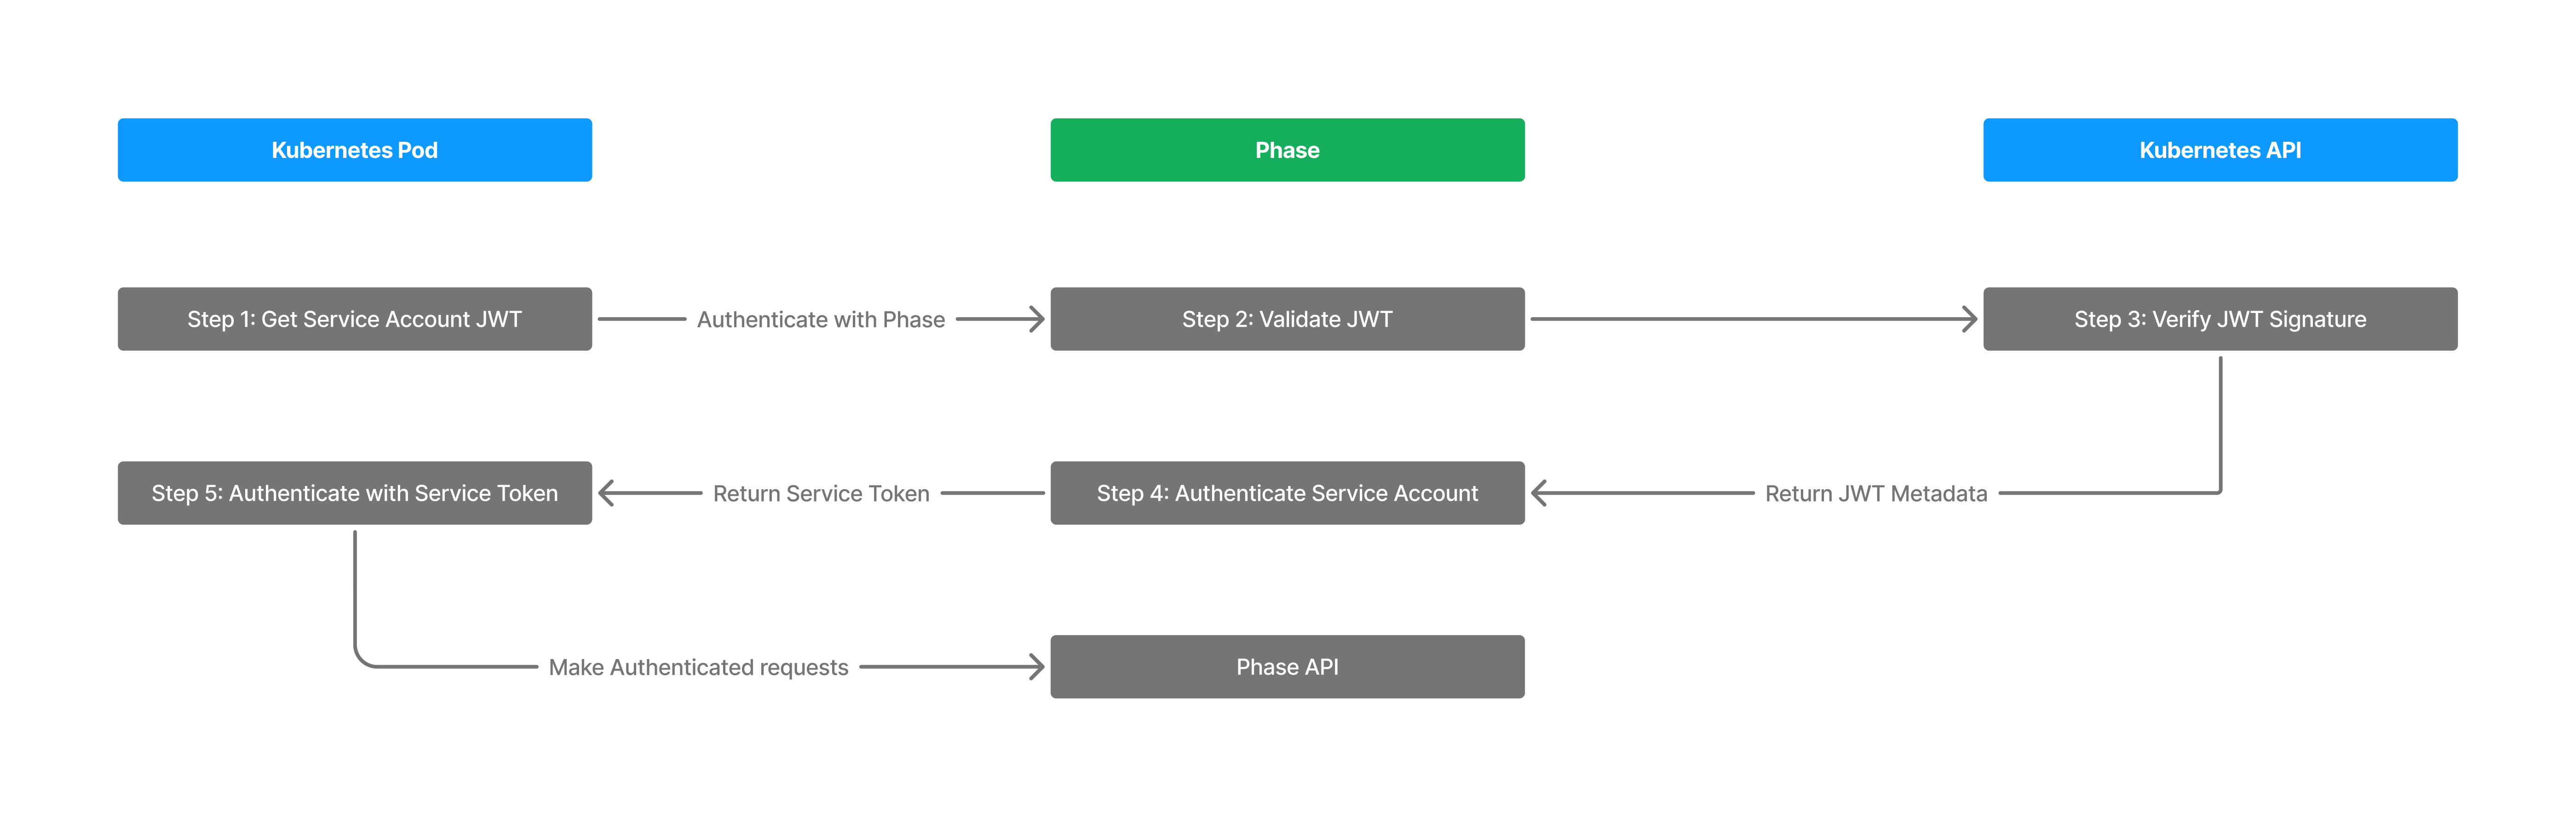 Kubernetes Pod
Phase
Kubernetes API
Step 1: Get Service Account JWT
Authenticate with Phase
Step 2: Validate JWT
Step 3: Verify JWT Signature
Step 5: Authenticate with Service Token
Return Service Token
Step 4: Authenticate Service Account
Return JWT Metadata
Make Authenticated requests
Phase API